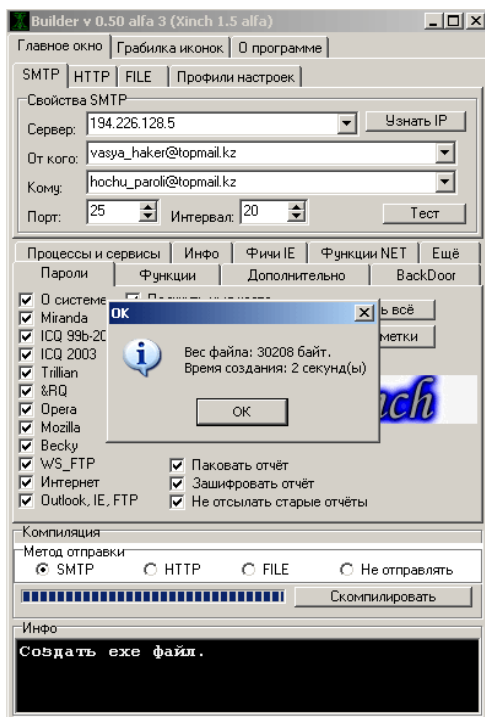 Builder v 0.50 alfa 3 (Xinch 1.5 alfa)
Главное окно Грабилка иконок О программе
SMTP HTTP FILE Профили настроек
Свойства SMTP
Сервер: 194.226.128.5 Узнать IP
От кого: vasya_haker@topmail.kz
Кому: hochu_paroli@topmail.kz
Порт: 25 Интервал: 20 Тест
Процессы и сервисы Инфо Фичи IE Функции NET Ещё
Пароли Функции Дополнительно BackDoor
О системе ь всё
OK
Miranda
ICQ 99b-20 метки
ICQ 2003
Вес файла: 30208 байт.
Время создания: 2 секунд(ы)
Trillian
&RQ
OK
Opera nch
Mozilla
Becky
WS_FTP Паковать отчёт
Интернет Зашифровать отчёт
Outlook, IE, FTP Не отсылать старые отчёты
Компиляция
Метод отправки
SMTP HTTP FILE Не отправлять
Скомпилировать
Инфо
Создать exe файл.